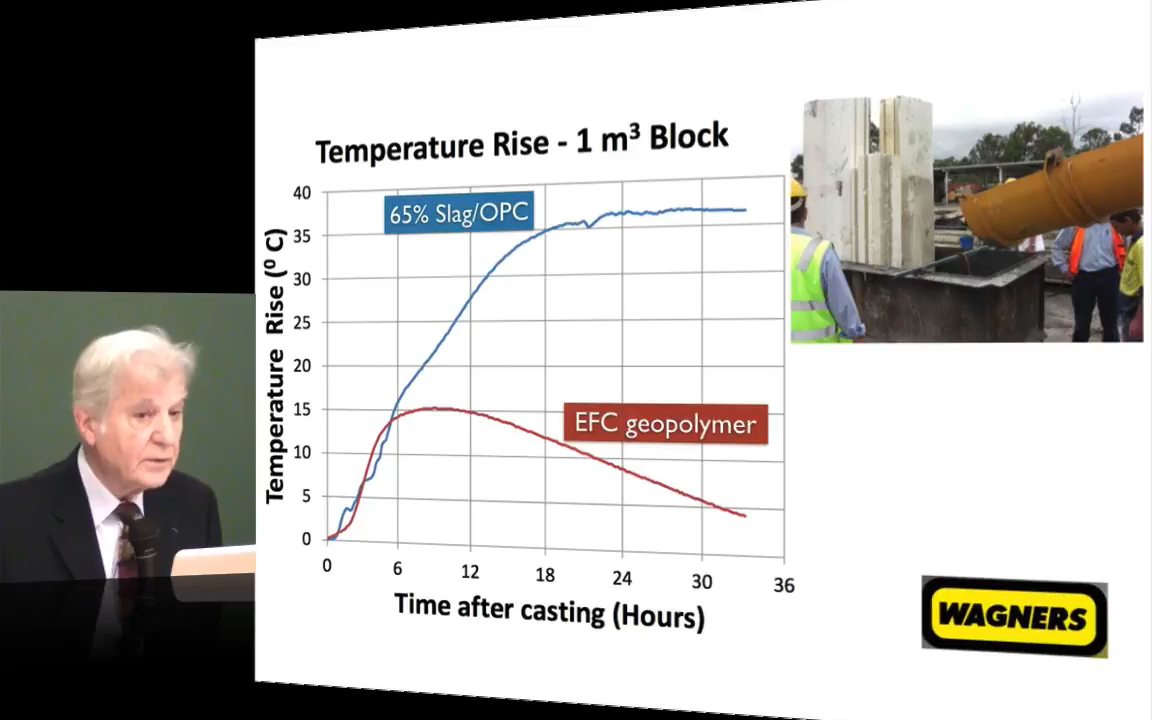 Temperature Rise - 1 m³ Block
40
35
30
25
20
15
10
5
0
65% Slag/OPC
EFC geopolymer
Temperature Rise (⁰ C)
0 6 12 18 24 30 36
Time after casting (Hours)
WAGNERS